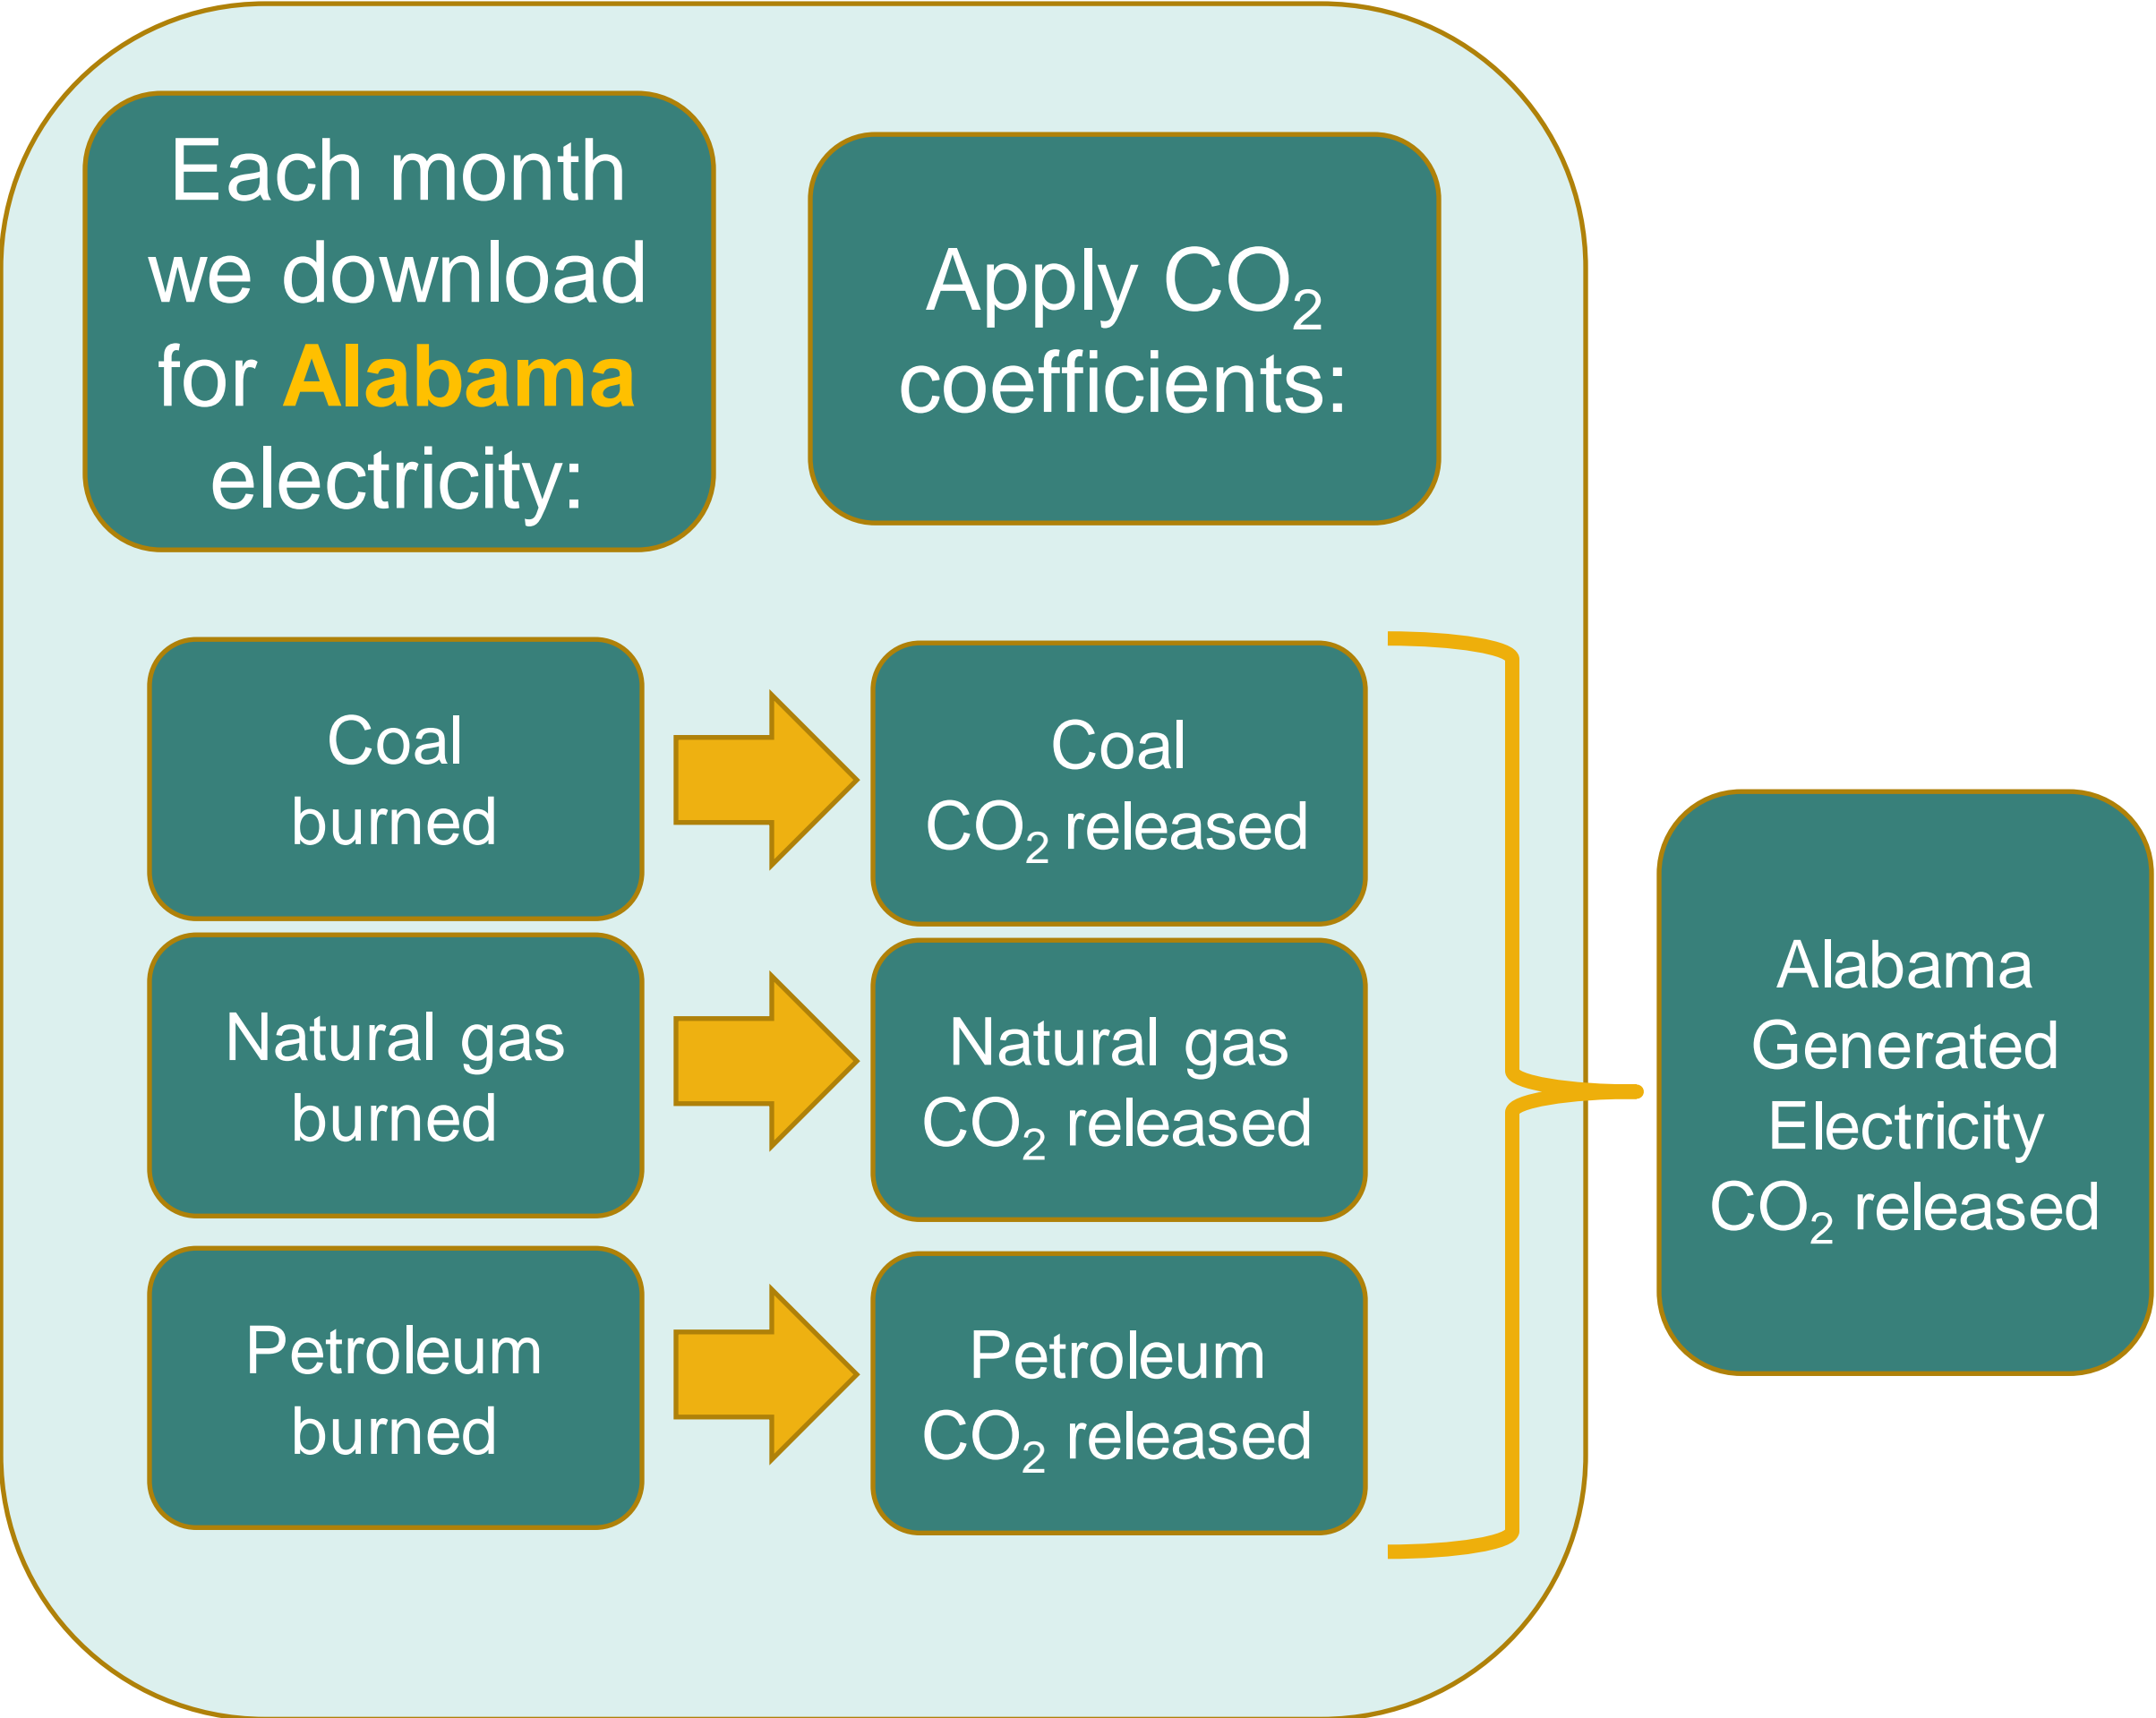 Each month
we download
for Alabama
electricity:
Apply CO₂
coefficients:
Coal
burned
Coal
CO₂ released
Natural gas
burned
Natural gas
CO₂ released
Petroleum
burned
Petroleum
CO₂ released
Alabama
Generated
Electricity
CO₂ released